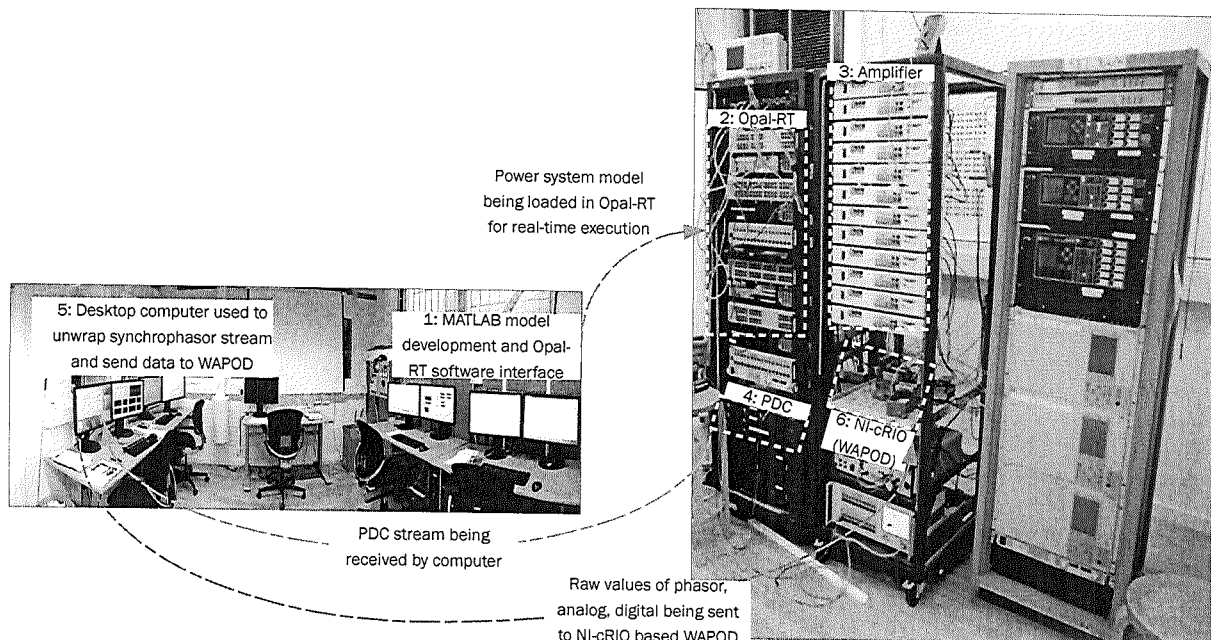 3: Amplifier
2: Opal-RT
Power system model
being loaded in Opal-RT
for real-time execution
5: Desktop computer used to
unwrap synchrophasor stream
and send data to WAPOD
1: MATLAB model
development and Opal-
RT software interface
4: PDC
6: NI-cRIO
(WAPOD)
PDC stream being
received by computer
Raw values of phasor,
analog, digital being sent
to NI-cRIO based WAPOD